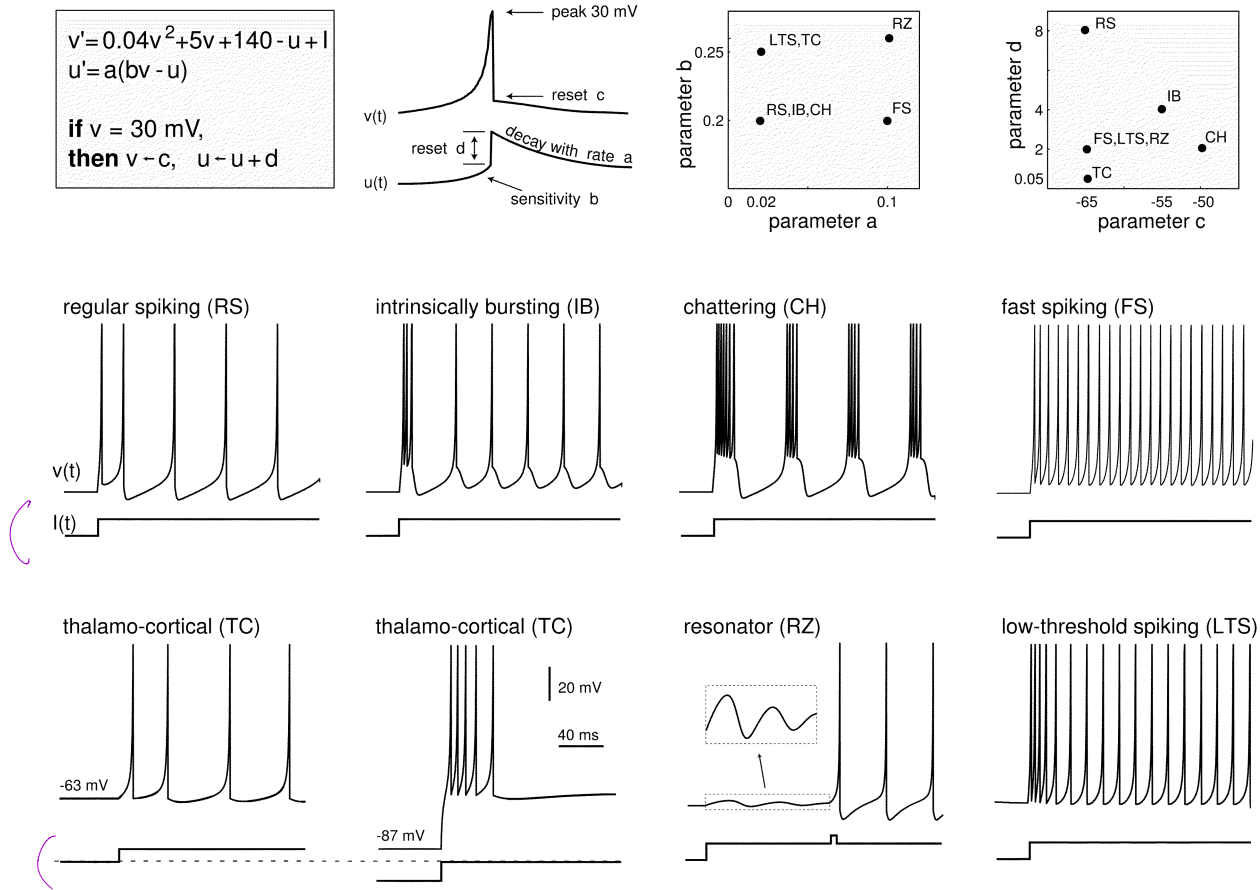 v'= 0.04v²+5v+140 - u + I
u'= a(bv - u)
if v = 30 mV,
then v←c, u←u + d
peak 30 mV
reset c
v(t)
reset d
decay with rate a
u(t)
sensitivity b
parameter b
0.25
0.2
LTS,TC
RZ
RS,IB,CH
FS
0 0.02 0.1
parameter a
parameter d
8
4
2
0.05
RS
IB
FS,LTS,RZ
CH
TC
-65 -55 -50
parameter c
regular spiking (RS)
intrinsically bursting (IB)
chattering (CH)
fast spiking (FS)
v(t)
I(t)
thalamo-cortical (TC)
thalamo-cortical (TC)
resonator (RZ)
low-threshold spiking (LTS)
-63 mV
-87 mV
20 mV
40 ms